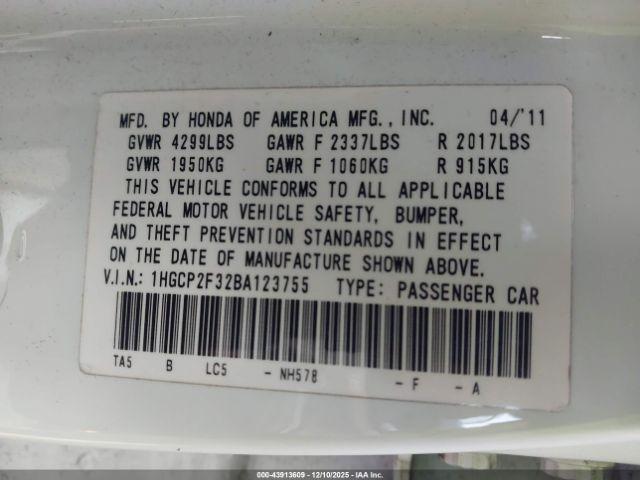 MFD. BY HONDA OF AMERICA MFG., INC. 04/'11
GVWR 4299LBS GAWR F 2337LBS R 2017LBS
GVWR 1950KG GAWR F 1060KG R 915KG
THIS VEHICLE CONFORMS TO ALL APPLICABLE
FEDERAL MOTOR VEHICLE SAFETY, BUMPER,
AND THEFT PREVENTION STANDARDS IN EFFECT
ON THE DATE OF MANUFACTURE SHOWN ABOVE.
V.I.N.: 1HGCP2F32BA123755 TYPE: PASSENGER CAR
TA5 B LC5 - NH578 - F - A
000-43913609 - 12/10/2025 - IAA Inc.